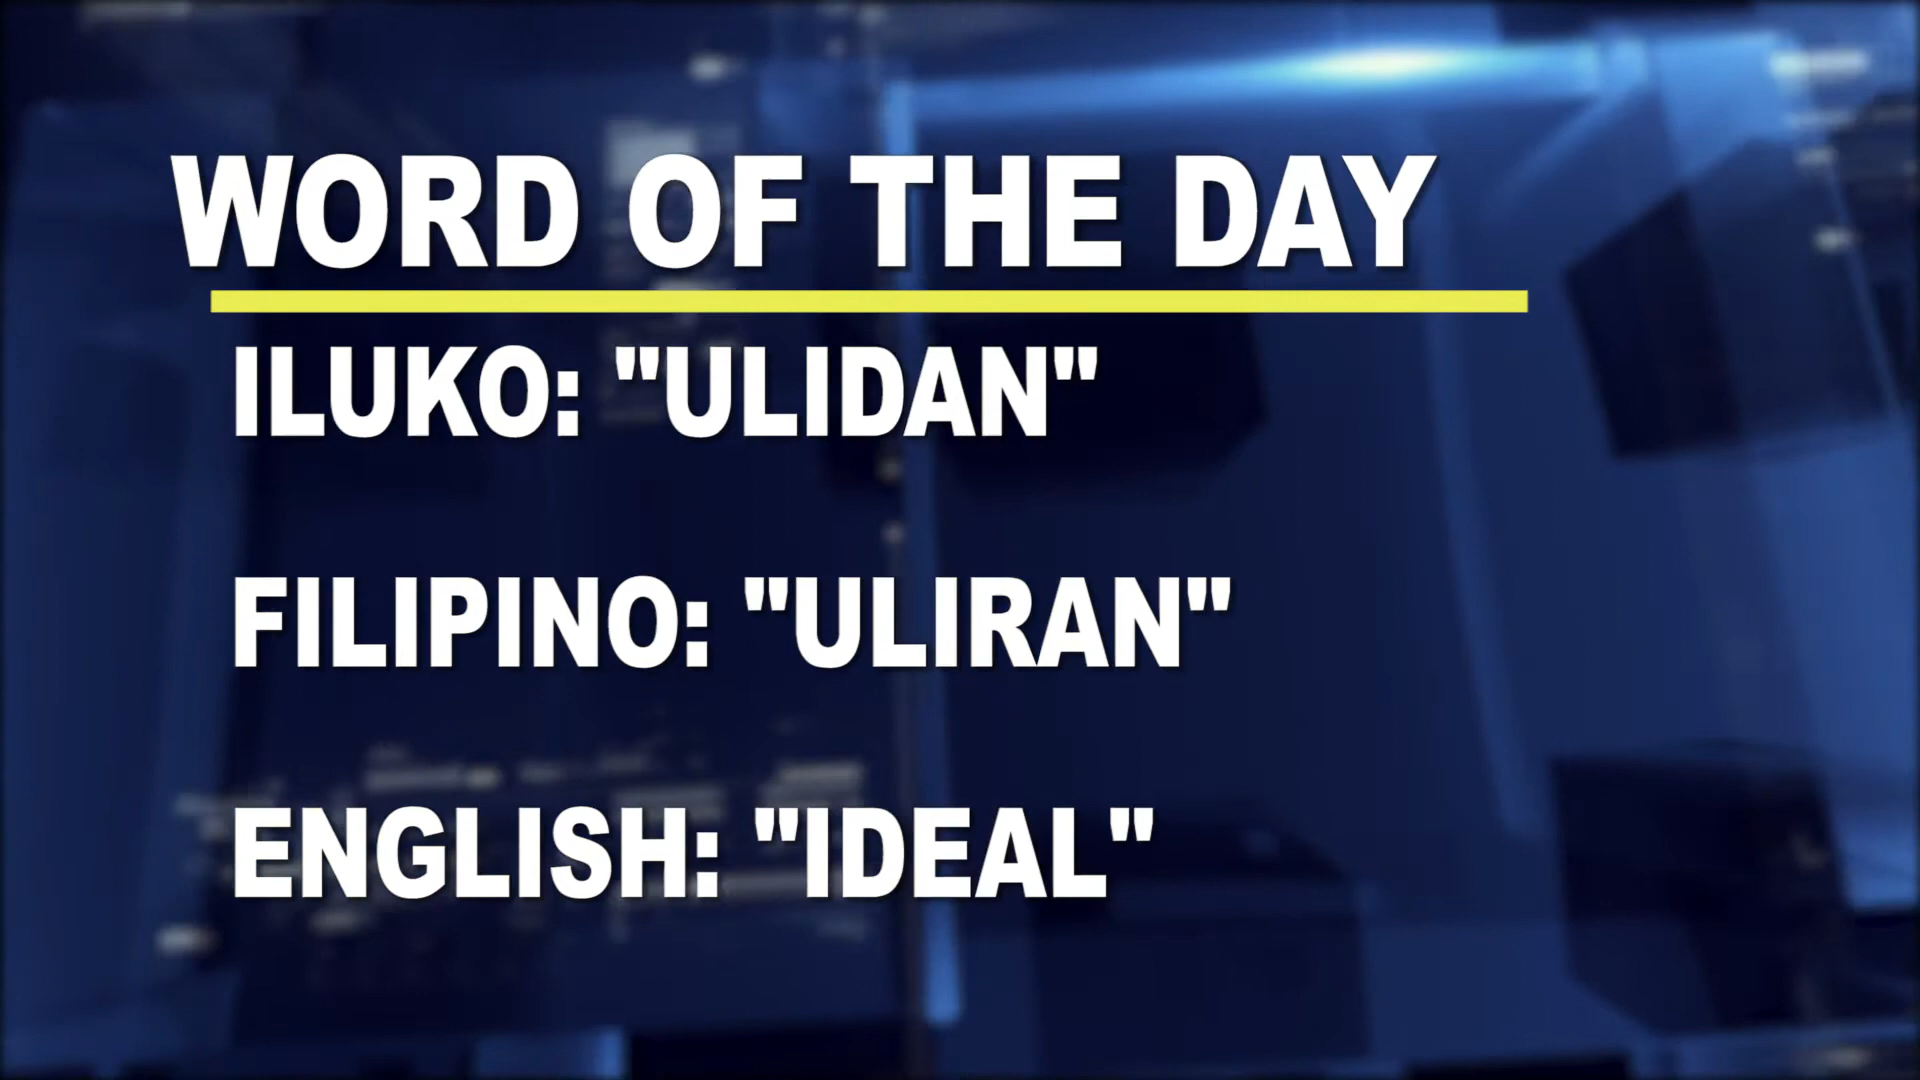 WORD OF THE DAY
ILUKO: "ULIDAN"
FILIPINO: "ULIRAN"
ENGLISH: "IDEAL"